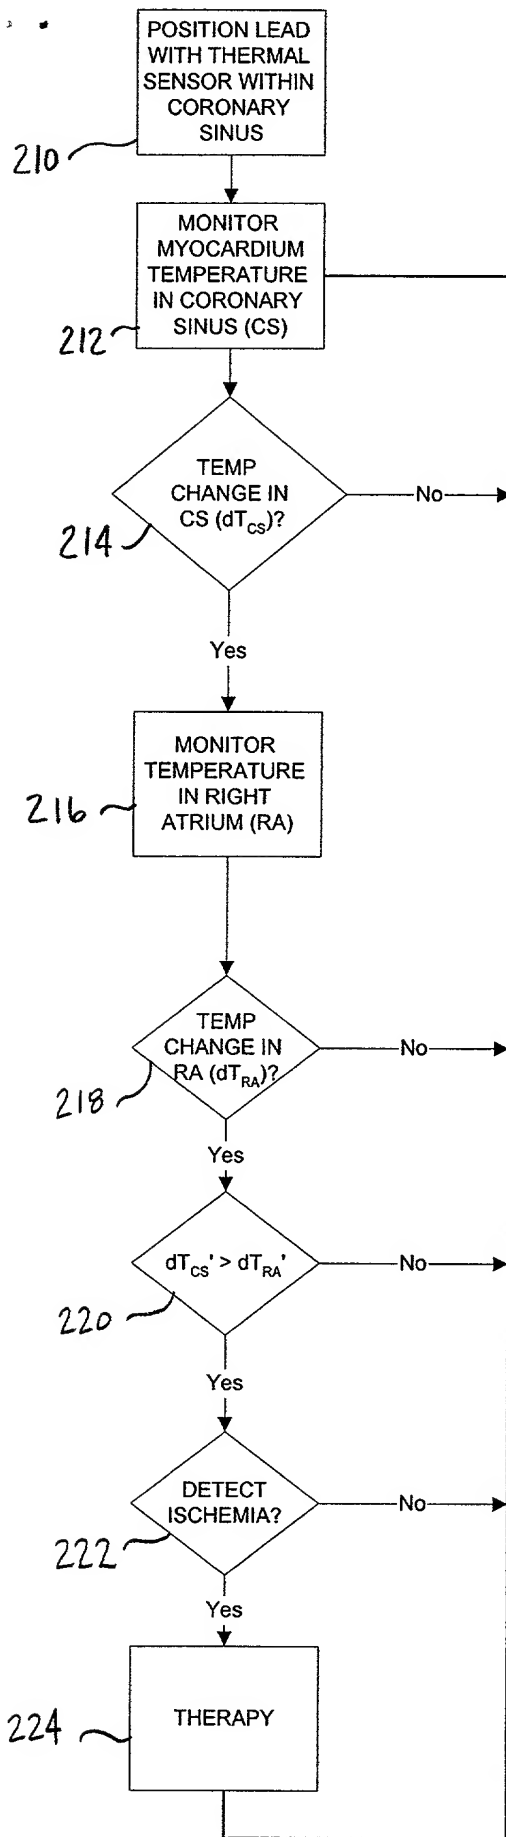 POSITION LEAD
WITH THERMAL
SENSOR WITHIN
CORONARY
SINUS
210
MONITOR
MYOCARDIUM
TEMPERATURE
IN CORONARY
SINUS (CS)
212
TEMP
CHANGE IN
CS (dT_CS)?
No
214
Yes
MONITOR
TEMPERATURE
IN RIGHT
ATRIUM (RA)
216
TEMP
CHANGE IN
RA (dT_RA)?
No
218
Yes
dT_CS' > dT_RA'
No
220
Yes
DETECT
ISCHEMIA?
No
222
Yes
THERAPY
224